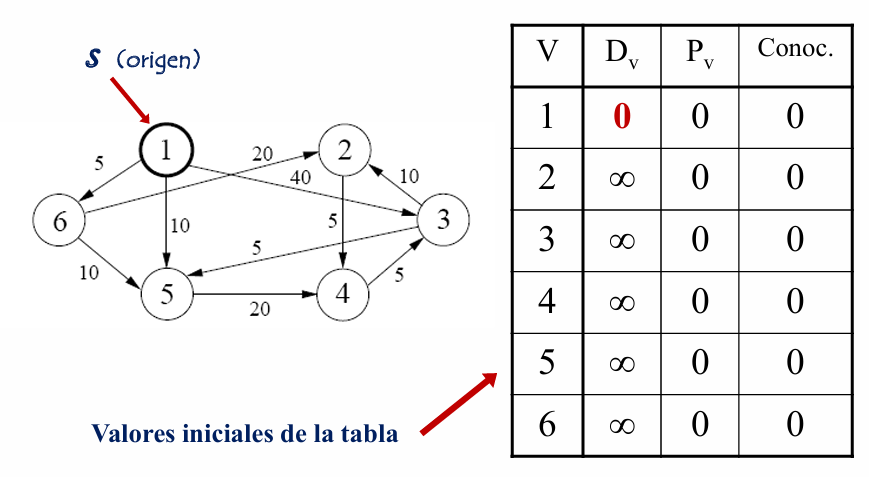 S (origen)
1
2
3
4
5
6
5
20
40
10
10
5
5
10
20
5
Valores iniciales de la tabla
V Dv Pv Conoc.
1 0 0 0
2 ∞ 0 0
3 ∞ 0 0
4 ∞ 0 0
5 ∞ 0 0
6 ∞ 0 0